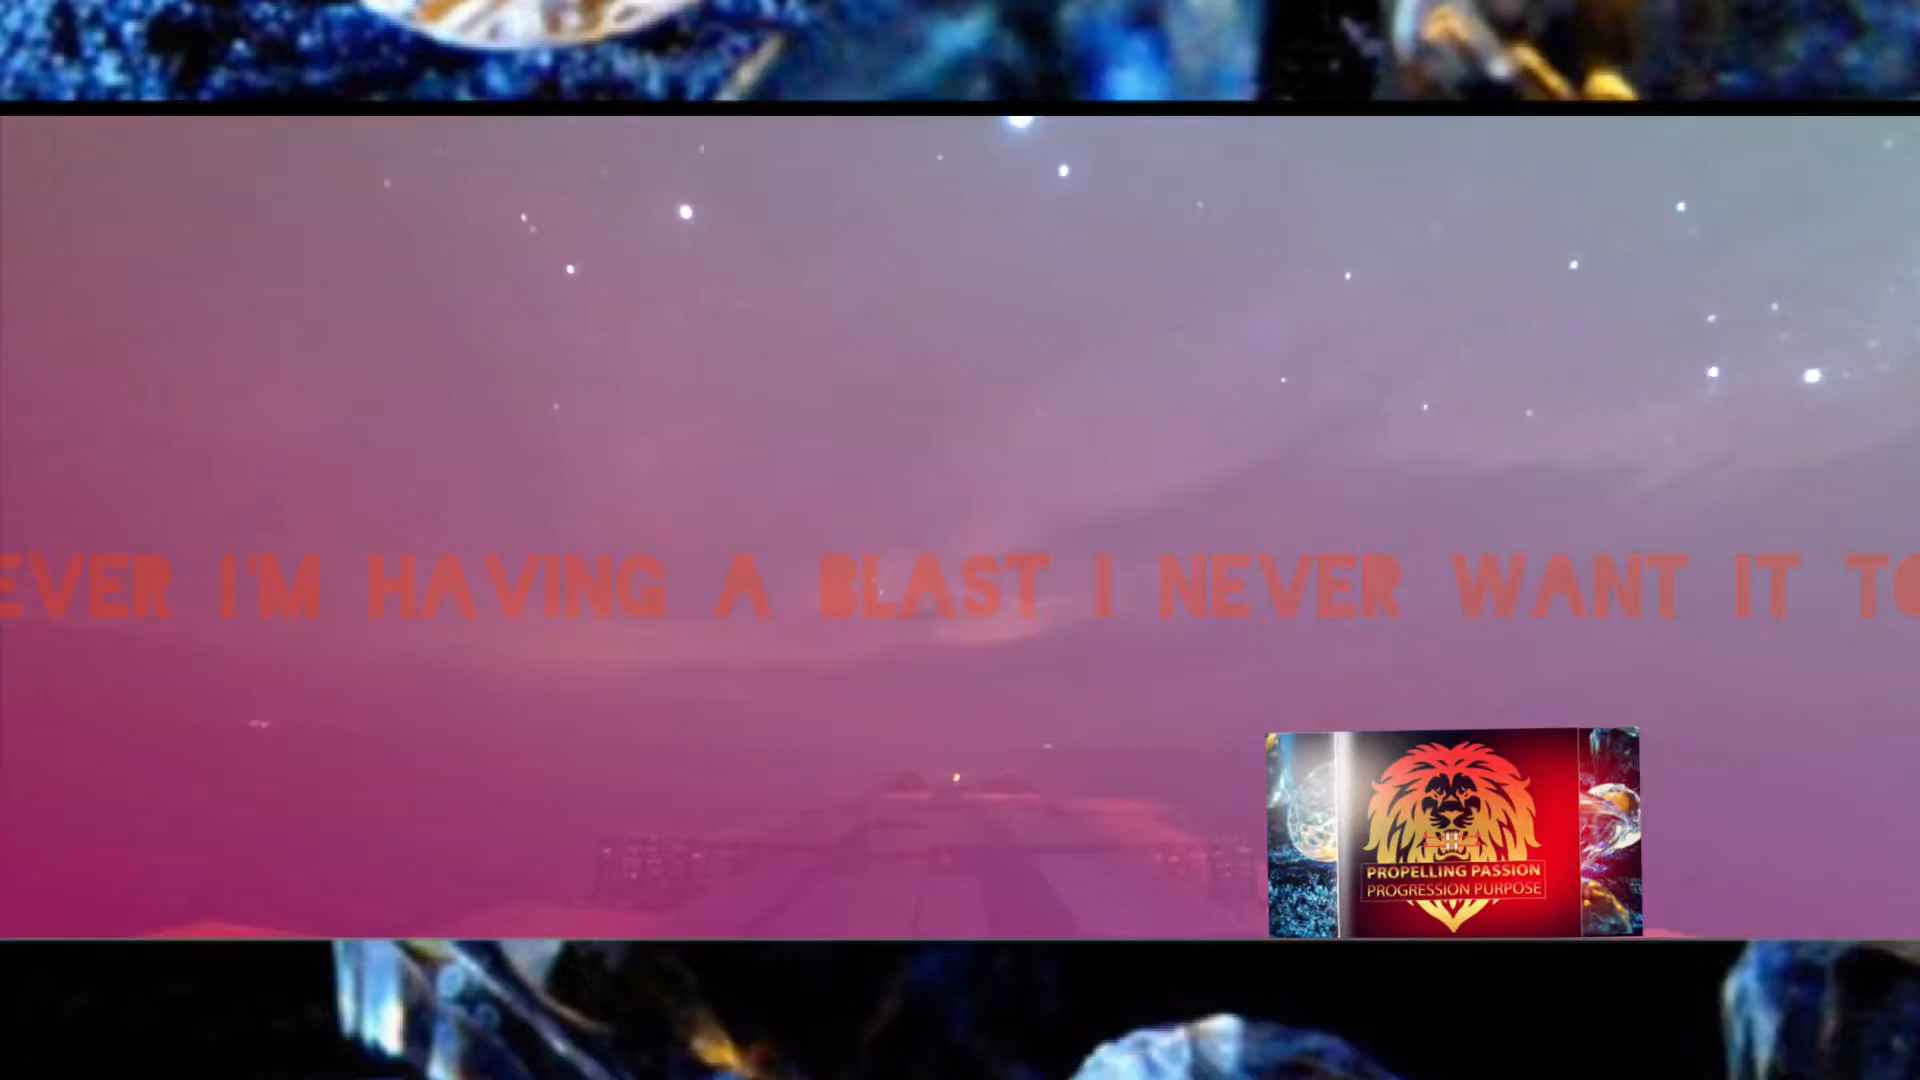 EVER I'M HAVING A BLAST I NEVER WANT IT TO
PROPELLING PASSION
PROGRESSION PURPOSE